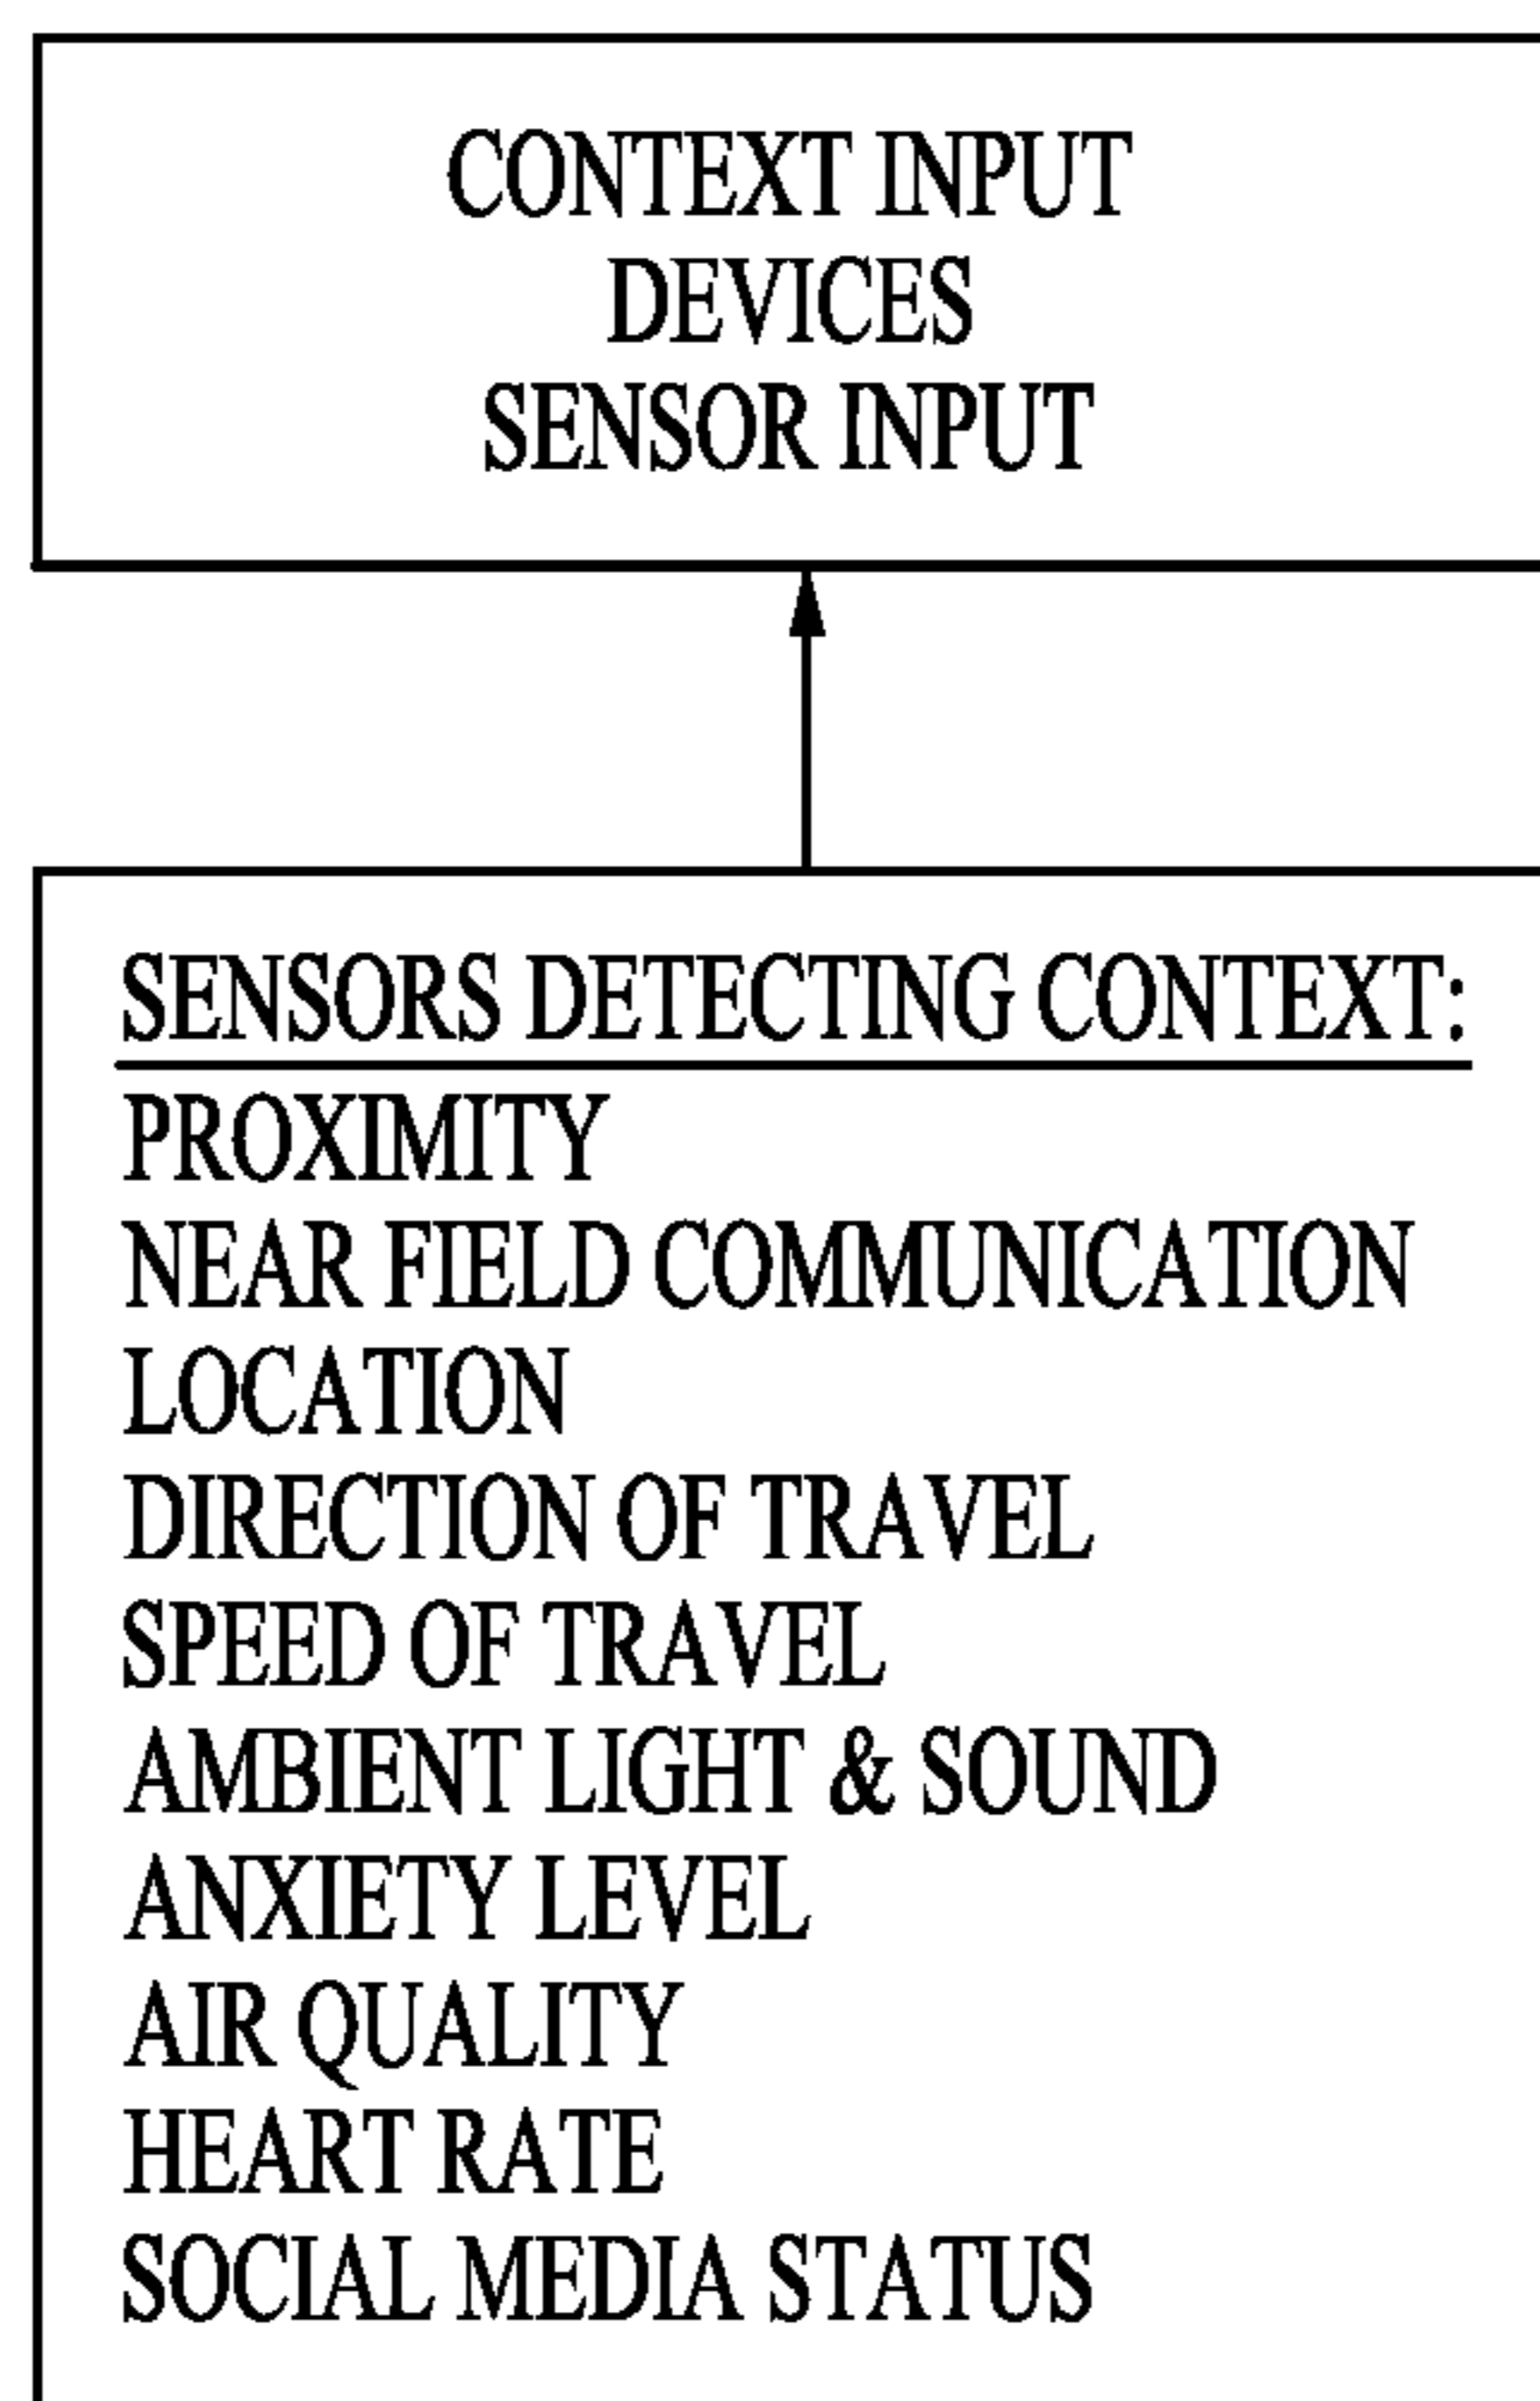 CONTEXT INPUT
DEVICES
SENSOR INPUT
SENSORS DETECTING CONTEXT:
PROXIMITY
NEAR FIELD COMMUNICATION
LOCATION
DIRECTION OF TRAVEL
SPEED OF TRAVEL
AMBIENT LIGHT & SOUND
ANXIETY LEVEL
AIR QUALITY
HEART RATE
SOCIAL MEDIA STATUS